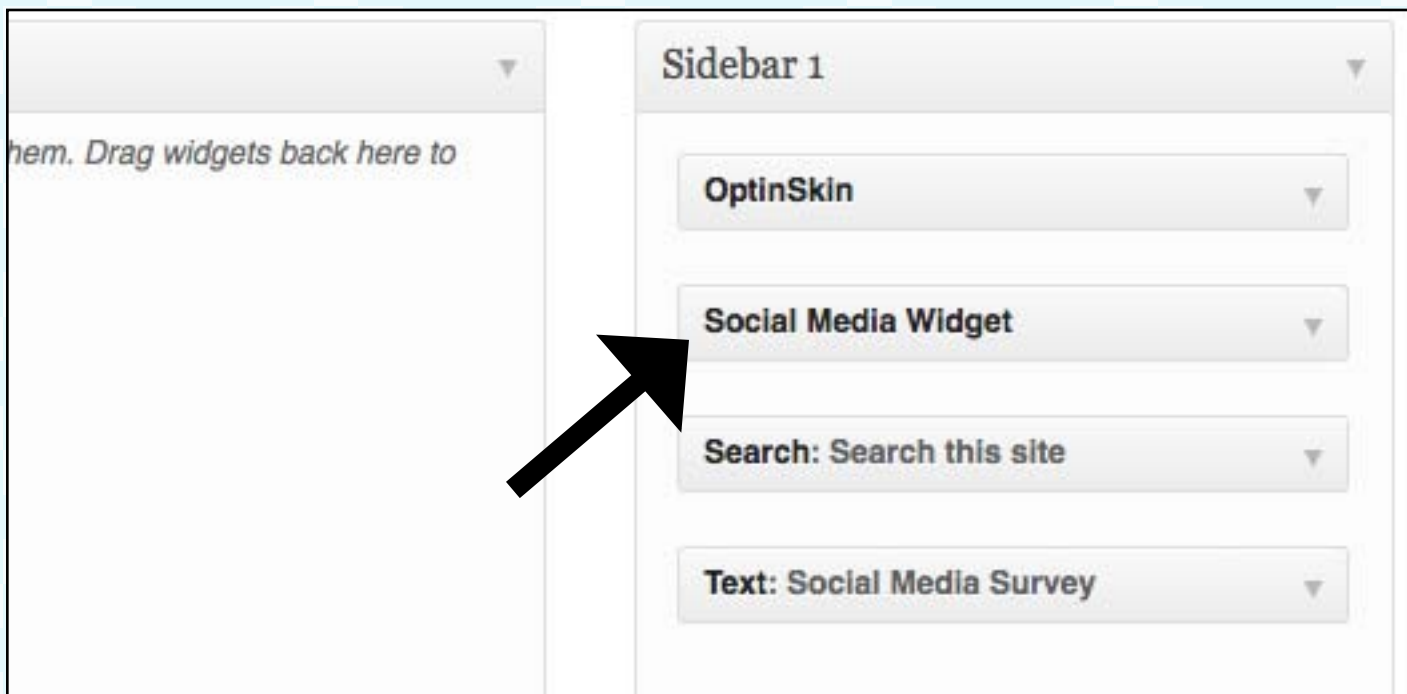 Sidebar 1
hem. Drag widgets back here to
OptinSkin
Social Media Widget
Search: Search this site
Text: Social Media Survey